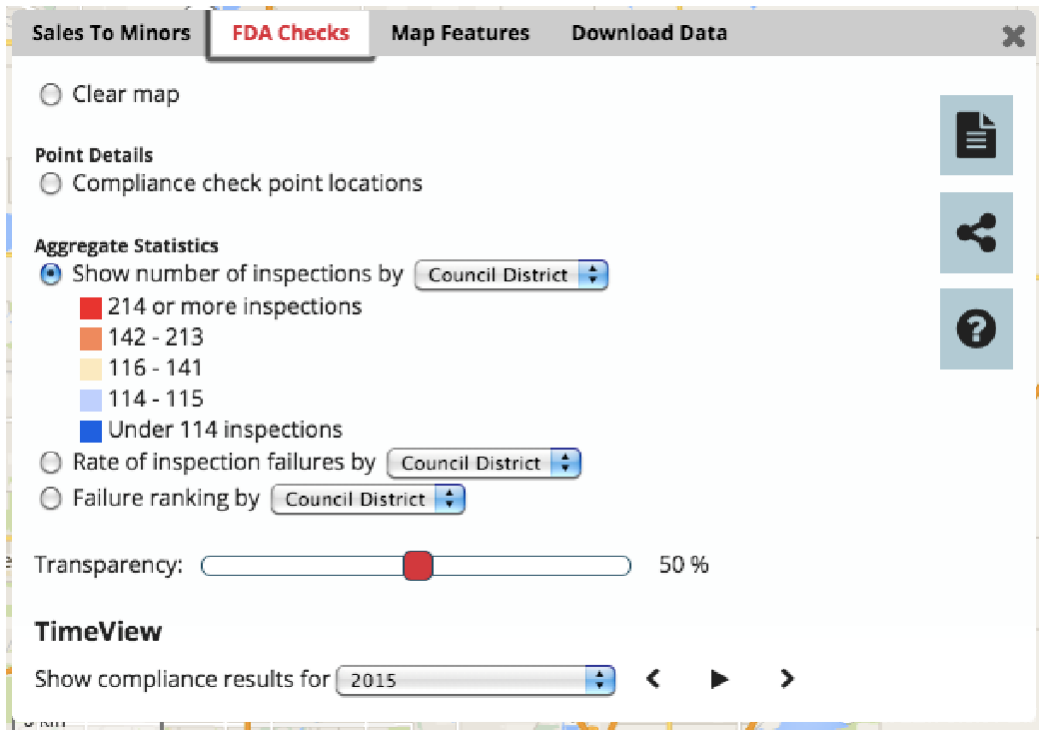 Sales To Minors FDA Checks Map Features Download Data
Clear map
Point Details
Compliance check point locations
Aggregate Statistics
Show number of inspections by Council District
214 or more inspections
142 - 213
116 - 141
114 - 115
Under 114 inspections
Rate of inspection failures by Council District
Failure ranking by Council District
Transparency: 50 %
TimeView
Show compliance results for 2015